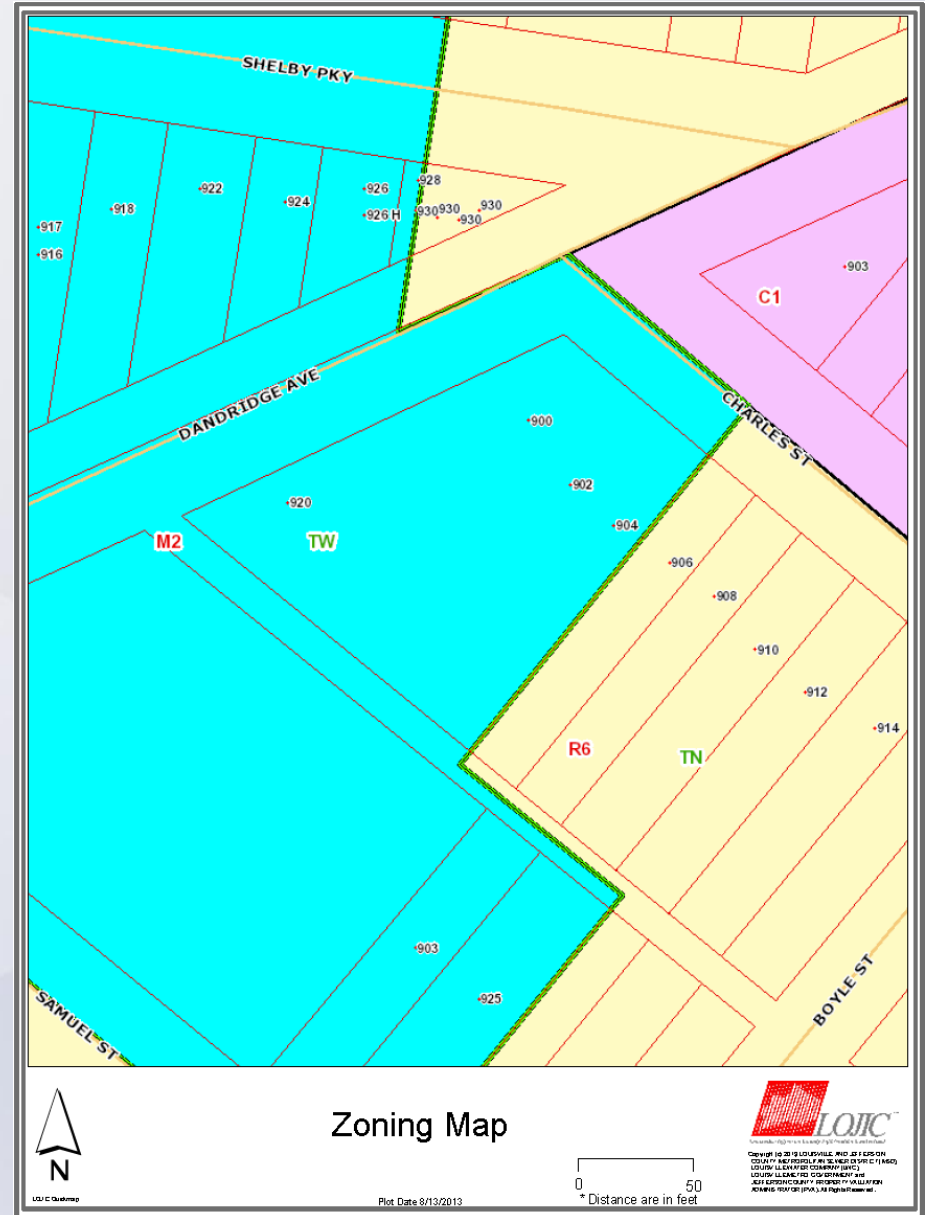 SHELBY PKY
922
926
928
918
924
926 H
930
930
930
930
917
916
903
C1
DANDRIDGE AVE
CHARLES ST
900
902
920
904
M2
TW
906
908
910
912
914
R6
TN
903
925
SAMUEL ST
BOYLE ST
N
Zoning Map
0
50
* Distance are in feet
Plot Date 8/13/2013
LOJIC